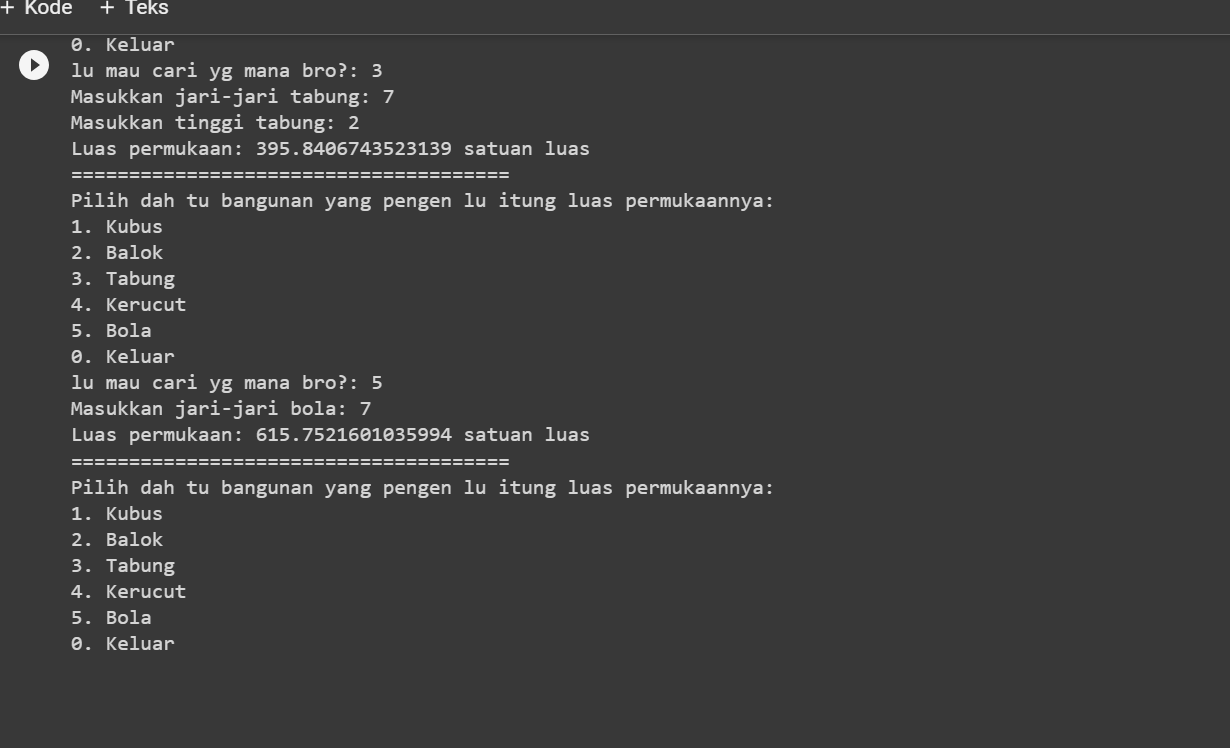 + Kode + Teks
0. Keluar
lu mau cari yg mana bro?: 3
Masukkan jari-jari tabung: 7
Masukkan tinggi tabung: 2
Luas permukaan: 395.8406743523139 satuan luas
======================================
Pilih dah tu bangunan yang pengen lu itung luas permukaannya:
1. Kubus
2. Balok
3. Tabung
4. Kerucut
5. Bola
0. Keluar
lu mau cari yg mana bro?: 5
Masukkan jari-jari bola: 7
Luas permukaan: 615.7521601035994 satuan luas
======================================
Pilih dah tu bangunan yang pengen lu itung luas permukaannya:
1. Kubus
2. Balok
3. Tabung
4. Kerucut
5. Bola
0. Keluar